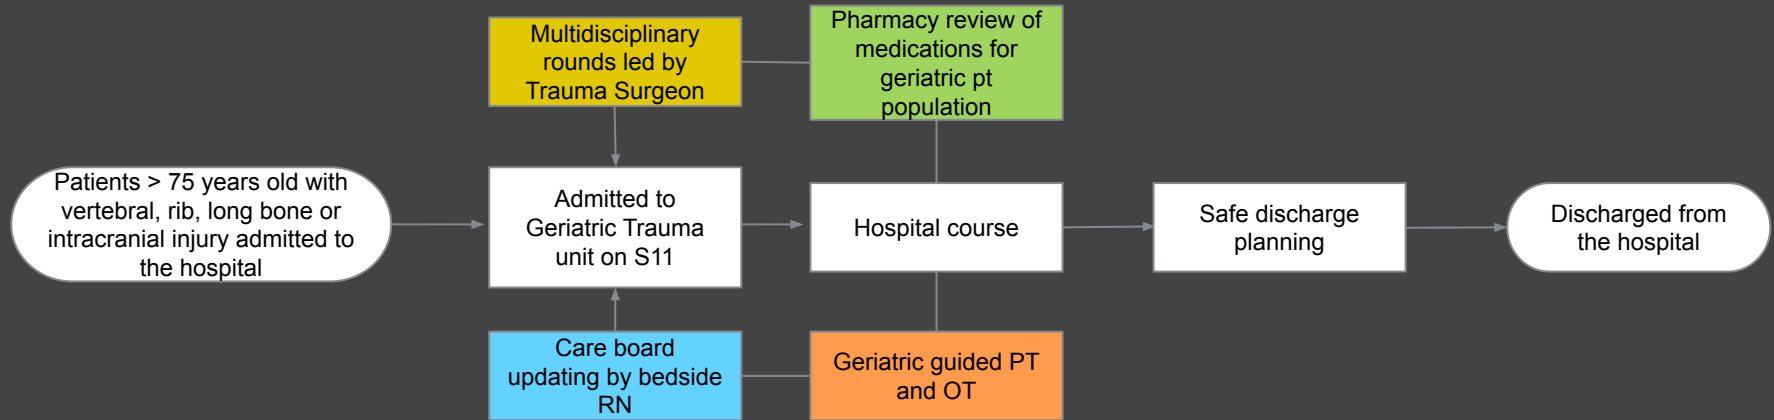 Multidisciplinary
rounds led by
Trauma Surgeon
Pharmacy review of
medications for
geriatric pt
population
Patients > 75 years old with
vertebral, rib, long bone or
intracranial injury admitted to
the hospital
Admitted to
Geriatric Trauma
unit on S11
Hospital course
Safe discharge
planning
Discharged from
the hospital
Care board
updating by bedside
RN
Geriatric guided PT
and OT